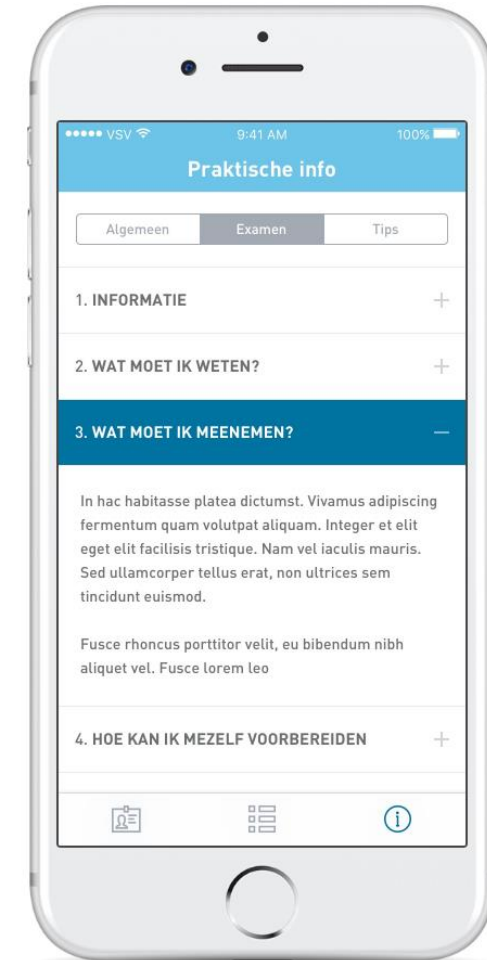 VSV 9:41 AM 100%
Praktische info
Algemeen Examen Tips
1. INFORMATIE
2. WAT MOET IK WETEN?
3. WAT MOET IK MEENEMEN?
In hac habitasse platea dictumst. Vivamus adipiscing
fermentum quam volutpat aliquam. Integer et elit
eget elit facilisis tristique. Nam vel iaculis mauris.
Sed ullamcorper tellus erat, non ultrices sem
tincidunt euismod.
Fusce rhoncus porttitor velit, eu bibendum nibh
aliquet vel. Fusce lorem leo
4. HOE KAN IK MEZELF VOORBEREIDEN